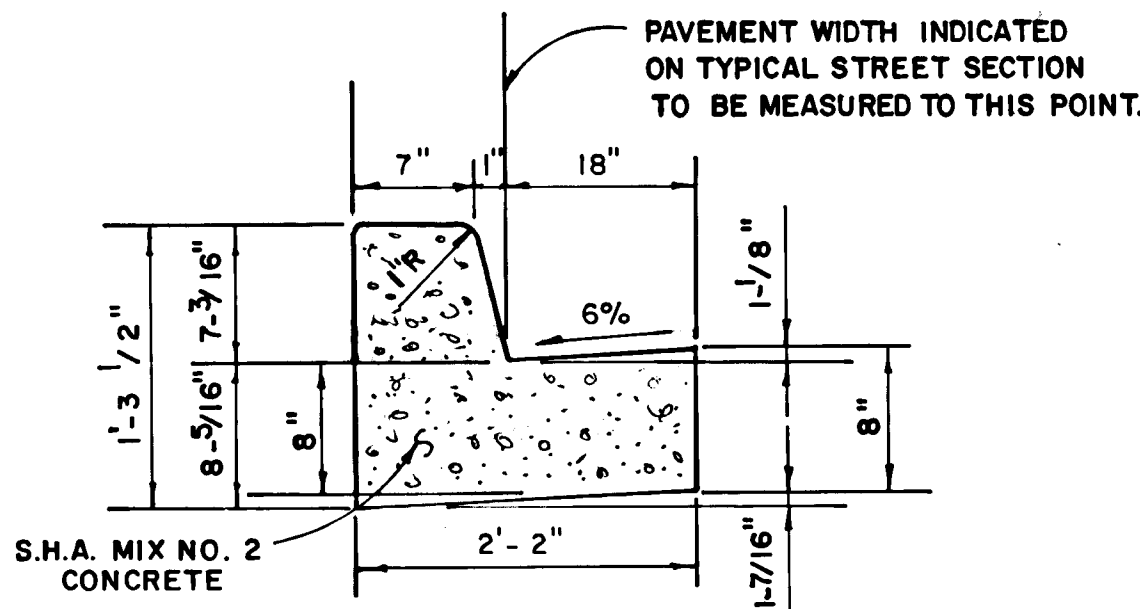 PAVEMENT WIDTH INDICATED
ON TYPICAL STREET SECTION
TO BE MEASURED TO THIS POINT.
7"
1"
18"
1-1/8"
7-3/16"
1"R
6%
1'-3 1/2"
8-5/16"
8"
8"
S.H.A. MIX NO. 2
CONCRETE
2'-2"
1-7/16"